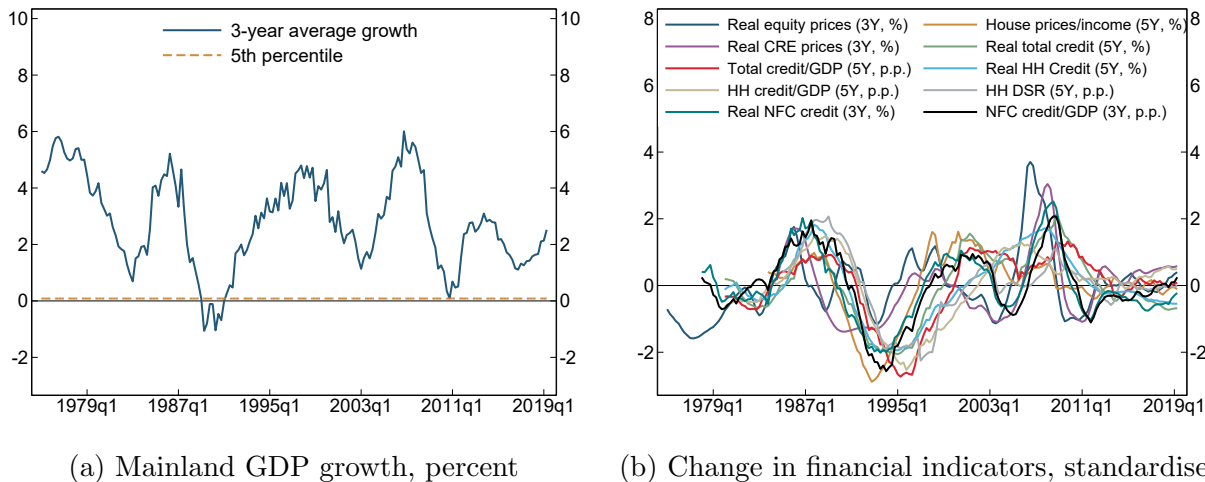 10
8
6
4
2
0
-2
3-year average growth
5th percentile
10
8
6
4
2
0
-2
1979q1 1987q1 1995q1 2003q1 2011q1 2019q1
(a) Mainland GDP growth, percent
8
6
4
2
0
-2
Real equity prices (3Y, %) House prices/income (5Y, %)
Real CRE prices (3Y, %) Real total credit (5Y, %)
Total credit/GDP (5Y, p.p.) Real HH Credit (5Y, %)
HH credit/GDP (5Y, p.p.) HH DSR (5Y, p.p.)
Real NFC credit (3Y, %) NFC credit/GDP (3Y, p.p.)
8
6
4
2
0
-2
1979q1 1987q1 1995q1 2003q1 2011q1 2019q1
(b) Change in financial indicators, standardise